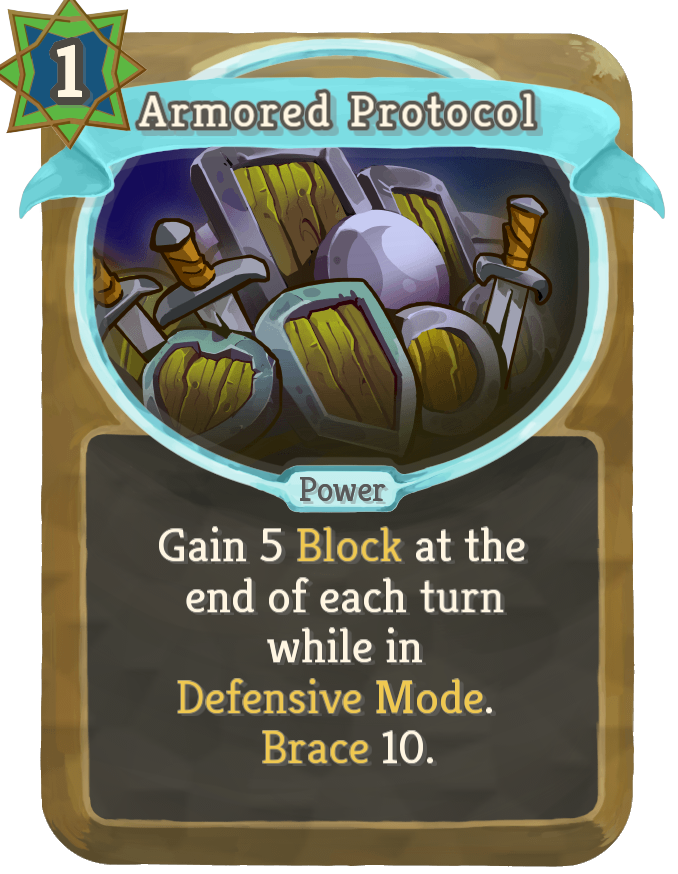 1
Armored Protocol
Power
Gain 5 Block at the
end of each turn
while in
Defensive Mode.
Brace 10.